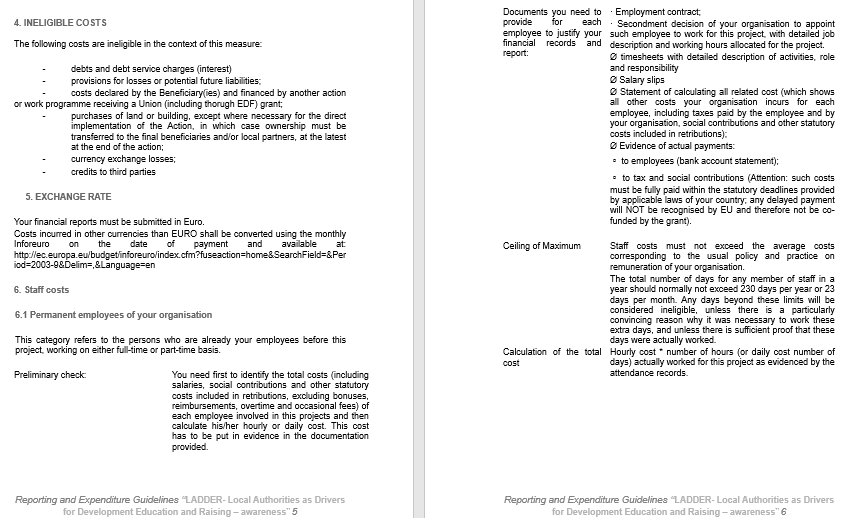 4. INELIGIBLE COSTS
The following costs are ineligible in the context of this measure:
- debts and debt service charges (interest)
- provisions for losses or potential future liabilities;
- costs declared by the Beneficiary(ies) and financed by another action
or work programme receiving a Union (including thorugh EDF) grant;
- purchases of land or building, except where necessary for the direct
implementation of the Action, in which case ownership must be
transferred to the final beneficiaries and/or local partners, at the latest
at the end of the action;
- currency exchange losses;
- credits to third parties
5. EXCHANGE RATE
Your financial reports must be submitted in Euro.
Costs incurred in other currencies than EURO shall be converted using the monthly
Inforeuro on the date of payment and available at:
http://ec.europa.eu/budget/inforeuro/index.cfm?fuseaction=home&SearchField=&Per
iod=2003-9&Delim=,&Language=en
6. Staff costs
6.1 Permanent employees of your organisation
This category refers to the persons who are already your employees before this
project, working on either full-time or part-time basis.
Preliminary check: You need first to identify the total costs (including
salaries, social contributions and other statutory
costs included in retributions, excluding bonuses,
reimbursements, overtime and occasional fees) of
each employee involved in this projects and then
calculate his/her hourly or daily cost. This cost
has to be put in evidence in the documentation
provided.
Reporting and Expenditure Guidelines "LADDER- Local Authorities as Drivers
for Development Education and Raising – awareness" 5
Documents you need to
provide for each
employee to justify your
financial records and
report:
· Employment contract;
· Secondment decision of your organisation to appoint
such employee to work for this project, with detailed job
description and working hours allocated for the project.
Ø timesheets with detailed description of activities, role
and responsibility
Ø Salary slips
Ø Statement of calculating all related cost (which shows
all other costs your organisation incurs for each
employee, including taxes paid by the employee and by
your organisation, social contributions and other statutory
costs included in retributions);
Ø Evidence of actual payments:
° to employees (bank account statement);
° to tax and social contributions (Attention: such costs
must be fully paid within the statutory deadlines provided
by applicable laws of your country; any delayed payment
will NOT be recognised by EU and therefore not be co-
funded by the grant).
Ceiling of Maximum Staff costs must not exceed the average costs
corresponding to the usual policy and practice on
remuneration of your organisation.
The total number of days for any member of staff in a
year should normally not exceed 230 days per year or 23
days per month. Any days beyond these limits will be
considered ineligible, unless there is a particularly
convincing reason why it was necessary to work these
extra days, and unless there is sufficient proof that these
days were actually worked.
Calculation of the total
cost
Hourly cost * number of hours (or daily cost number of
days) actually worked for this project as evidenced by the
attendance records.
Reporting and Expenditure Guidelines "LADDER- Local Authorities as Drivers
for Development Education and Raising – awareness" 6